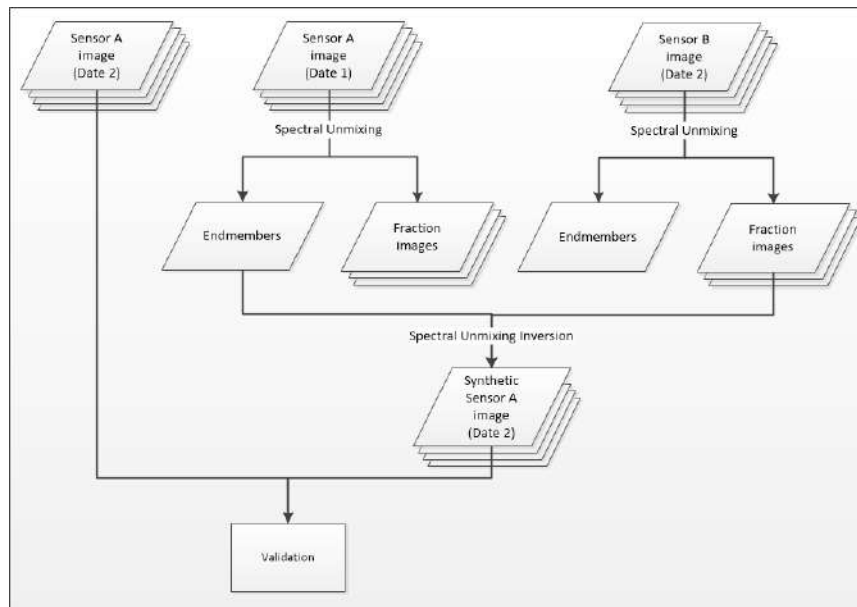 Sensor A
image
(Date 2)
Sensor A
image
(Date 1)
Sensor B
image
(Date 2)
Spectral Unmixing
Spectral Unmixing
Endmembers
Fraction
images
Endmembers
Fraction
images
Spectral Unmixing Inversion
Synthetic
Sensor A
image
(Date 2)
Validation